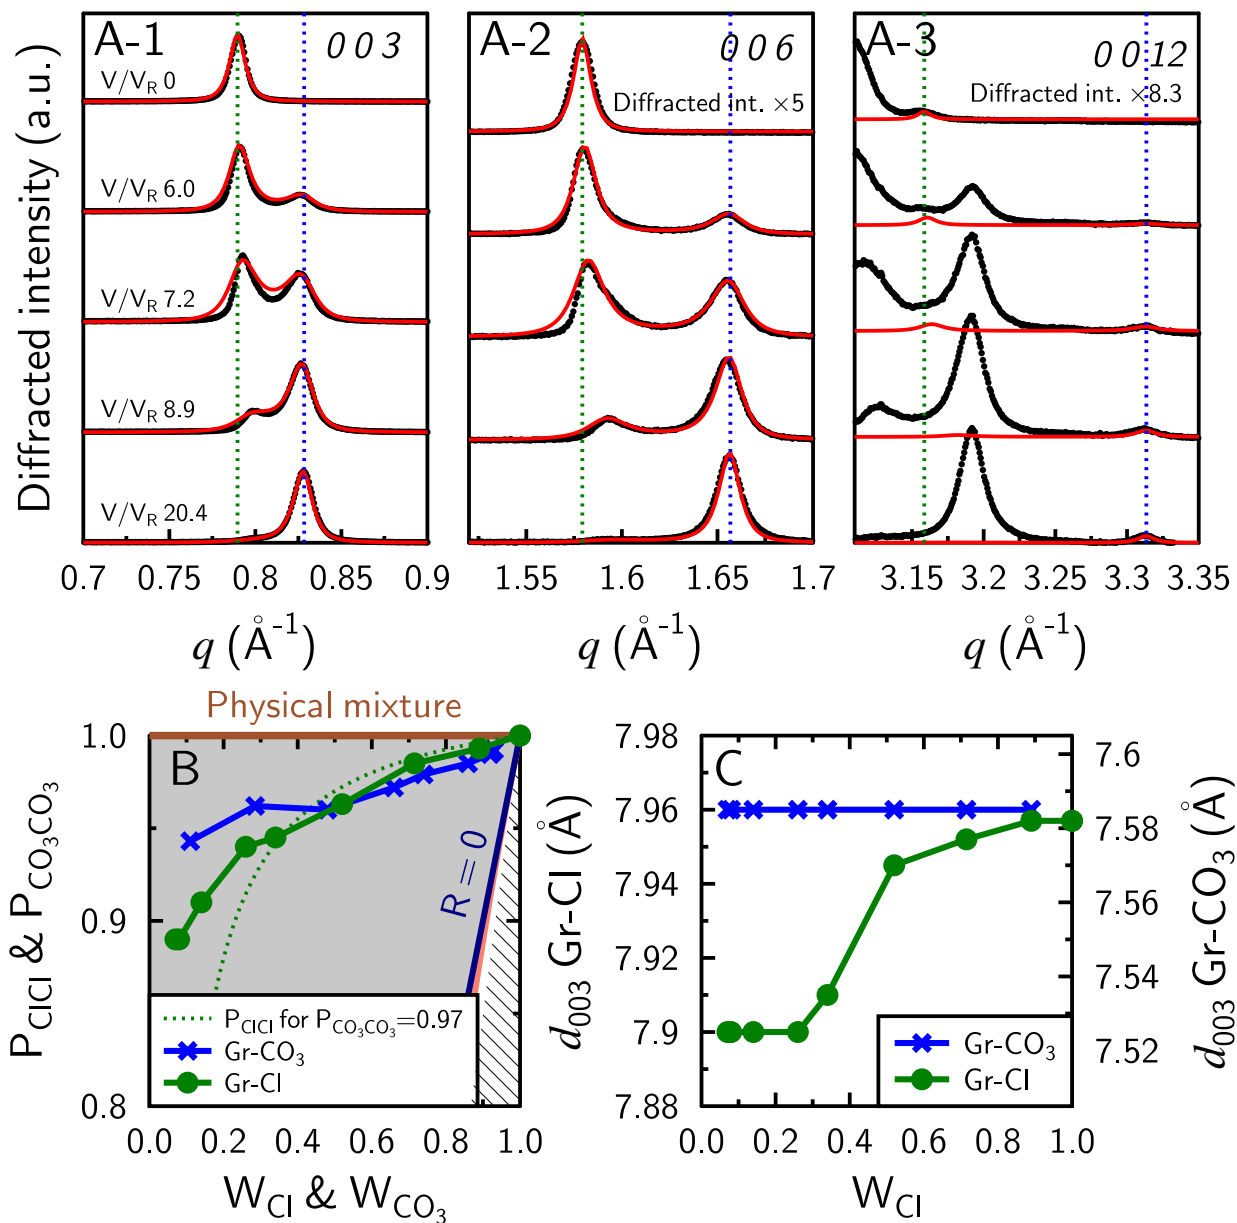 Diffracted intensity (a.u.)
A-1
0 0 3
V/V_R 0
V/V_R 6.0
V/V_R 7.2
V/V_R 8.9
V/V_R 20.4
0.7 0.75 0.8 0.85 0.9
q (Å-1)
A-2
0 0 6
Diffracted int. ×5
1.55 1.6 1.65 1.7
q (Å-1)
A-3
0 0 12
Diffracted int. ×8.3
3.15 3.2 3.25 3.3 3.35
q (Å-1)
Physical mixture
B
P_ClCl & P_CO3CO3
1.0
0.9
0.8
R = 0
P_ClCl for P_CO3CO3=0.97
Gr-CO3
Gr-Cl
0.0 0.2 0.4 0.6 0.8 1.0
W_Cl & W_CO3
C
d003 Gr-Cl (Å)
7.98
7.96
7.94
7.92
7.9
7.88
Gr-CO3
Gr-Cl
0.0 0.2 0.4 0.6 0.8 1.0
W_Cl
7.6
7.58
7.56
7.54
7.52
d003 Gr-CO3 (Å)